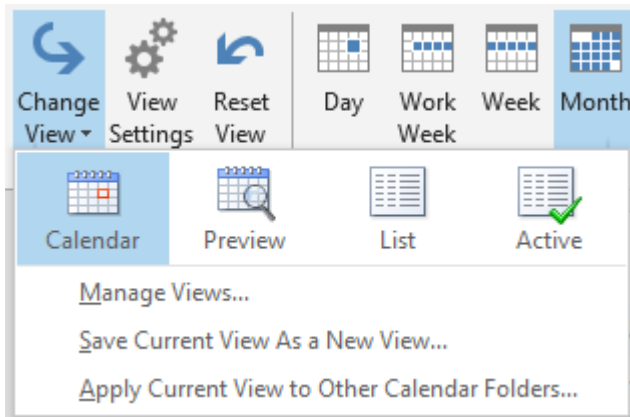 Change View Reset Day Work Week Month
View Settings View Week
Calendar Preview List Active
Manage Views...
Save Current View As a New View...
Apply Current View to Other Calendar Folders...